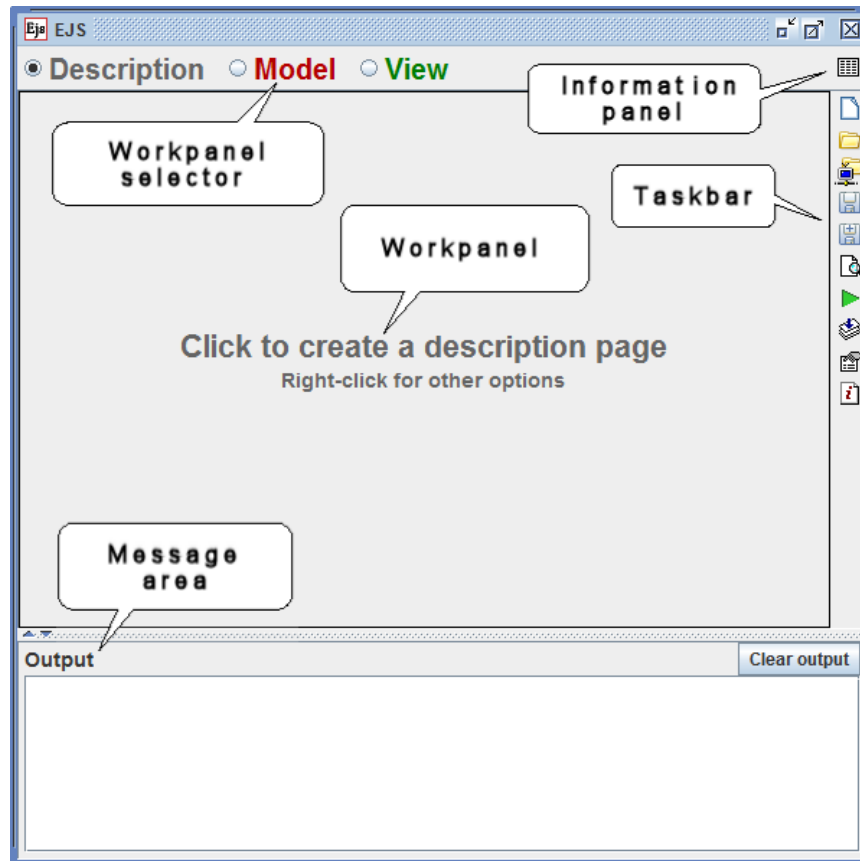 Ejs EJS
Description Model View
Information
panel
Workpanel
selector
Taskbar
Workpanel
Click to create a description page
Right-click for other options
i
Message
area
Output Clear output